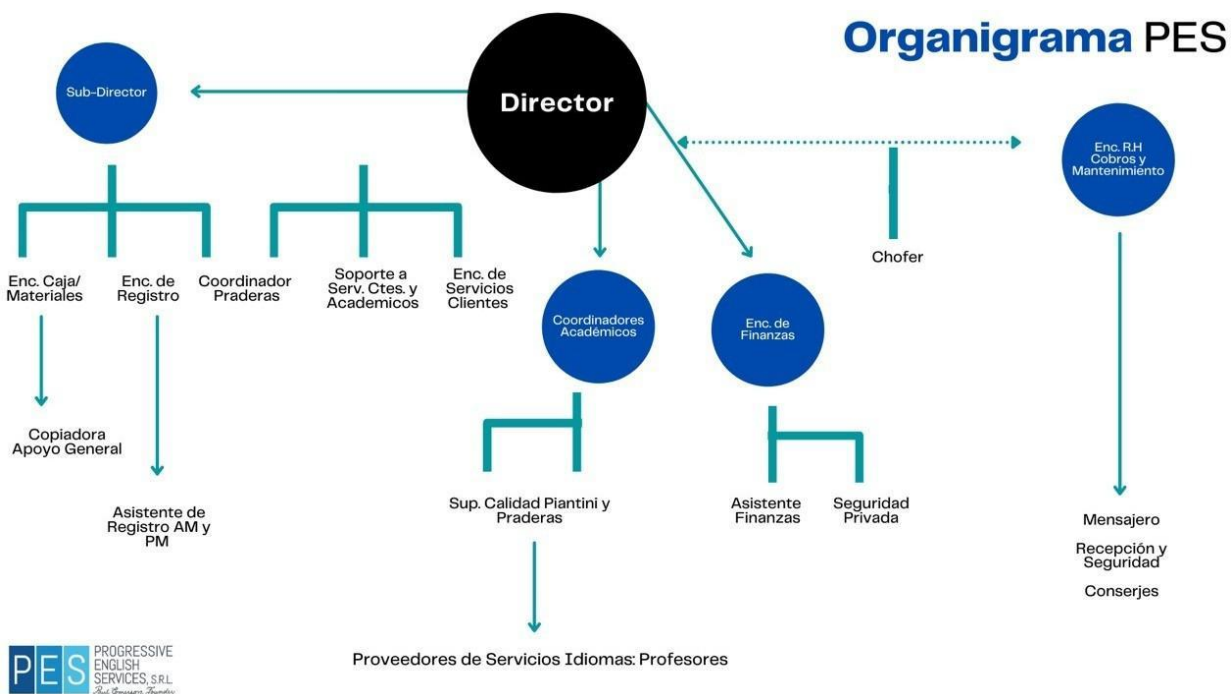 Organigrama PES
Sub-Director
Director
Enc. R.H
Cobros y
Mantenimiento
Enc. Caja/
Materiales
Enc. de
Registro
Coordinador
Praderas
Soporte a
Serv. Ctes. y
Academicos
Enc. de
Servicios
Clientes
Chofer
Coordinadores
Académicos
Enc. de
Finanzas
Copiadora
Apoyo General
Asistente de
Registro AM y
PM
Sup. Calidad Piantini y
Praderas
Asistente
Finanzas
Seguridad
Privada
Mensajero
Recepción y
Seguridad
Conserjes
Proveedores de Servicios Idiomas: Profesores
PES
PROGRESSIVE
ENGLISH
SERVICES, S.R.L.
Paul Emerson, Founder